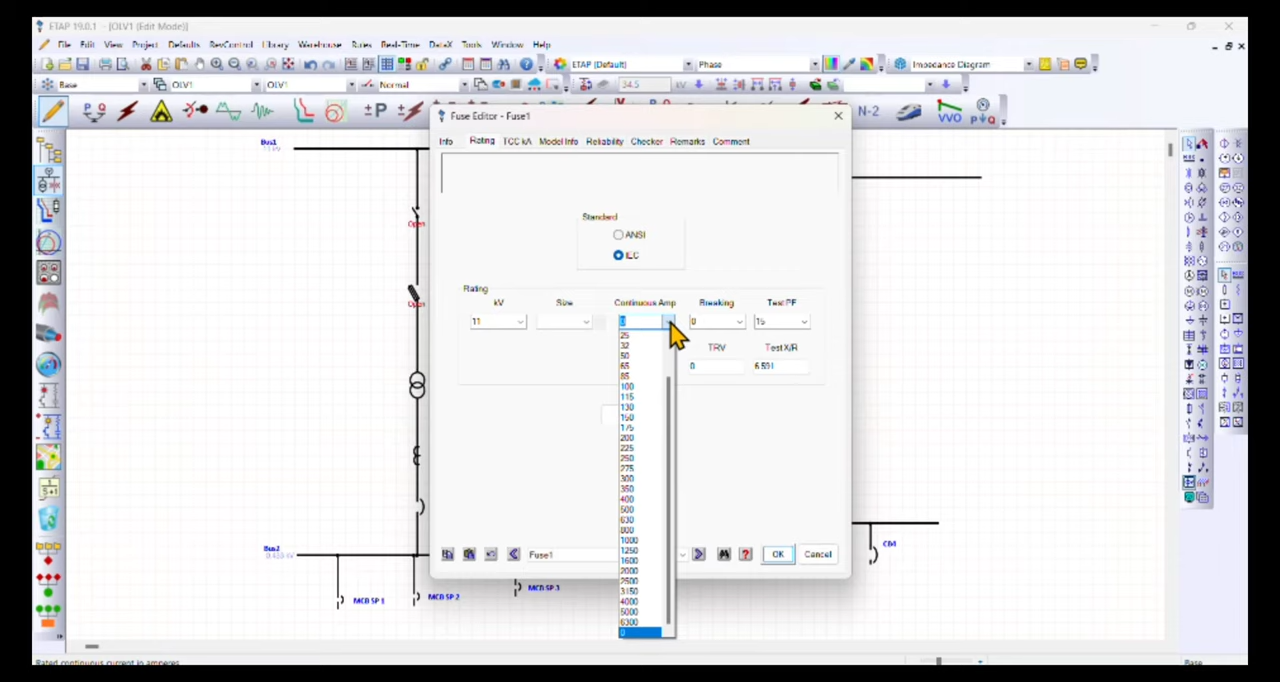 ETAP 19.0.1 - [OLV1 (Edit Mode)]
File Edit View Project Defaults RevControl Library Warehouse Rules Real-Time DataX Tools Window Help
ETAP (Default) Phase Impedance Diagram
Base OLV1 OLV1 Normal 34.5 kV
N-2 VVO
Fuse Editor - Fuse1
Info Rating TCC kA Model Info Reliability Checker Remarks Comment
Bus1
Open
Open
Standard
ANSI
IEC
Rating
kV Size Continuous Amp Breaking Test PF
11 0 0 15
TRV Test X/R
0 6.591
25
32
50
65
85
100
115
130
150
175
200
225
250
275
300
350
400
500
630
800
1000
1250
1600
2000
2500
3150
4000
5000
6300
0
Fuse1 OK Cancel
Bus2
CB1
MCB SP 1
MCB SP 2
MCB SP 3
Rated continuous current in amperes
Base